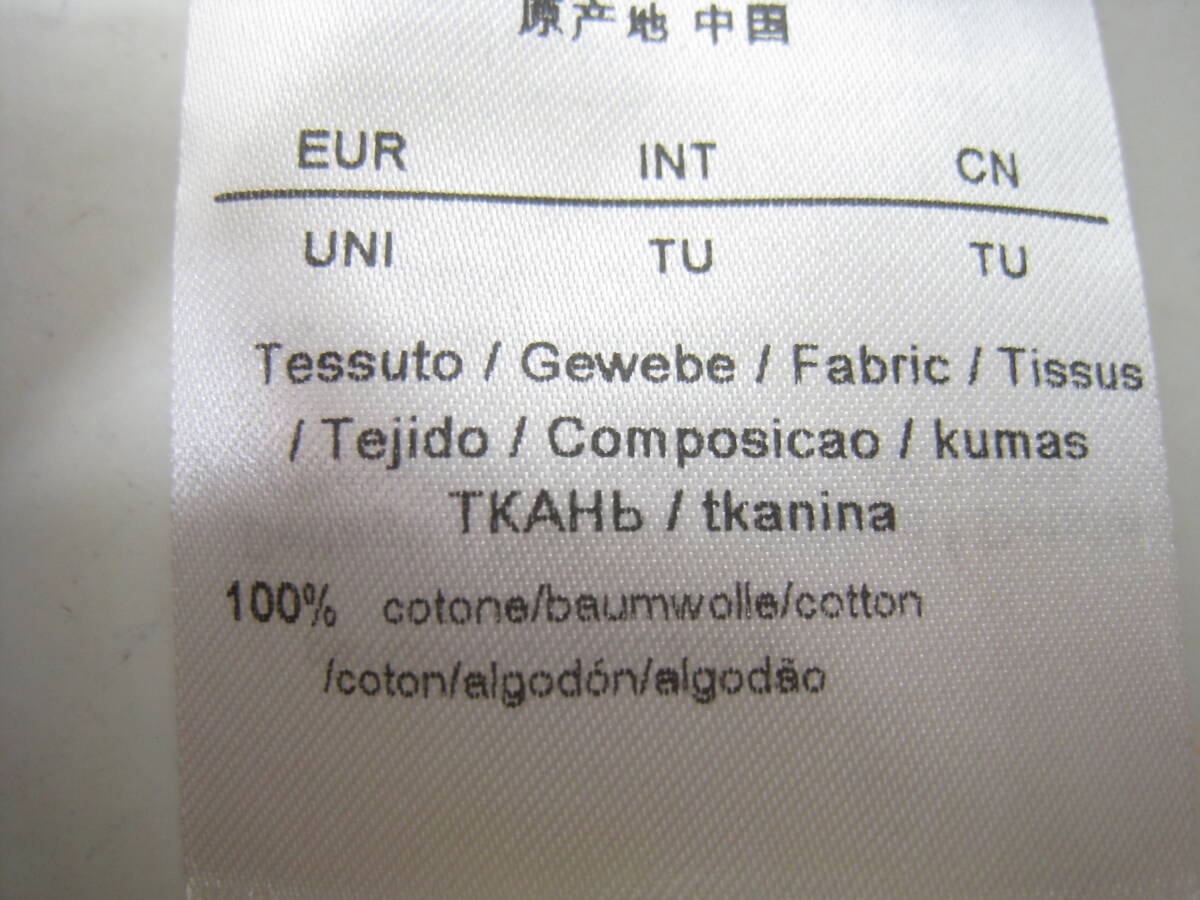 原产地 中国
EUR INT CN
UNI TU TU
Tessuto / Gewebe / Fabric / Tissus
/ Tejido / Composicao / kumas
ТКАНЬ / tkanina
100% cotone/baumwolle/cotton
/coton/algodón/algodão